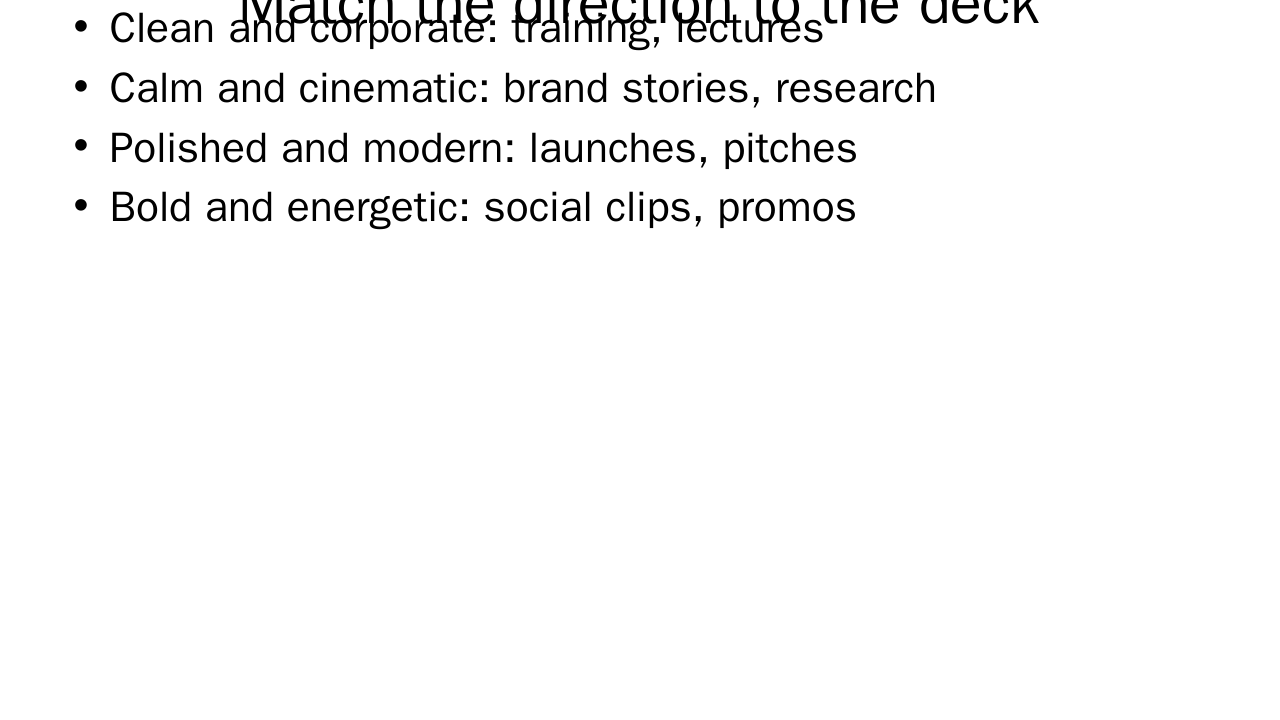 Match the direction to the deck
• Clean and corporate: training, lectures
• Calm and cinematic: brand stories, research
• Polished and modern: launches, pitches
• Bold and energetic: social clips, promos